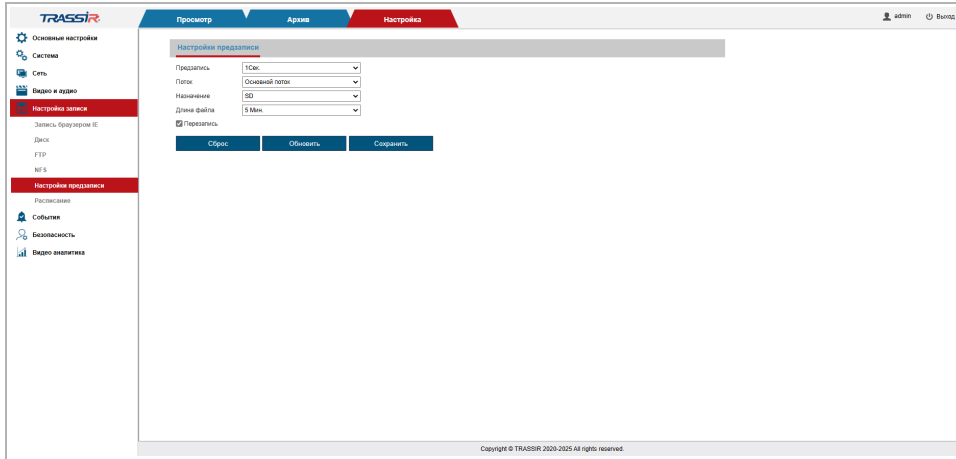 TRASSIR
Просмотр
Архив
Настройка
admin
Выход
Основные настройки
Система
Сеть
Видео и аудио
Настройка записи
Запись браузером IE
Диск
FTP
NFS
Настройки предзаписи
Расписание
События
Безопасность
Видео аналитика
Настройки предзаписи
Предзапись 1Сек.
Поток Основной поток
Назначение SD
Длина файла 5 Мин.
Перезапись
Сброс Обновить Сохранить
Copyright © TRASSIR 2020-2025 All rights reserved.